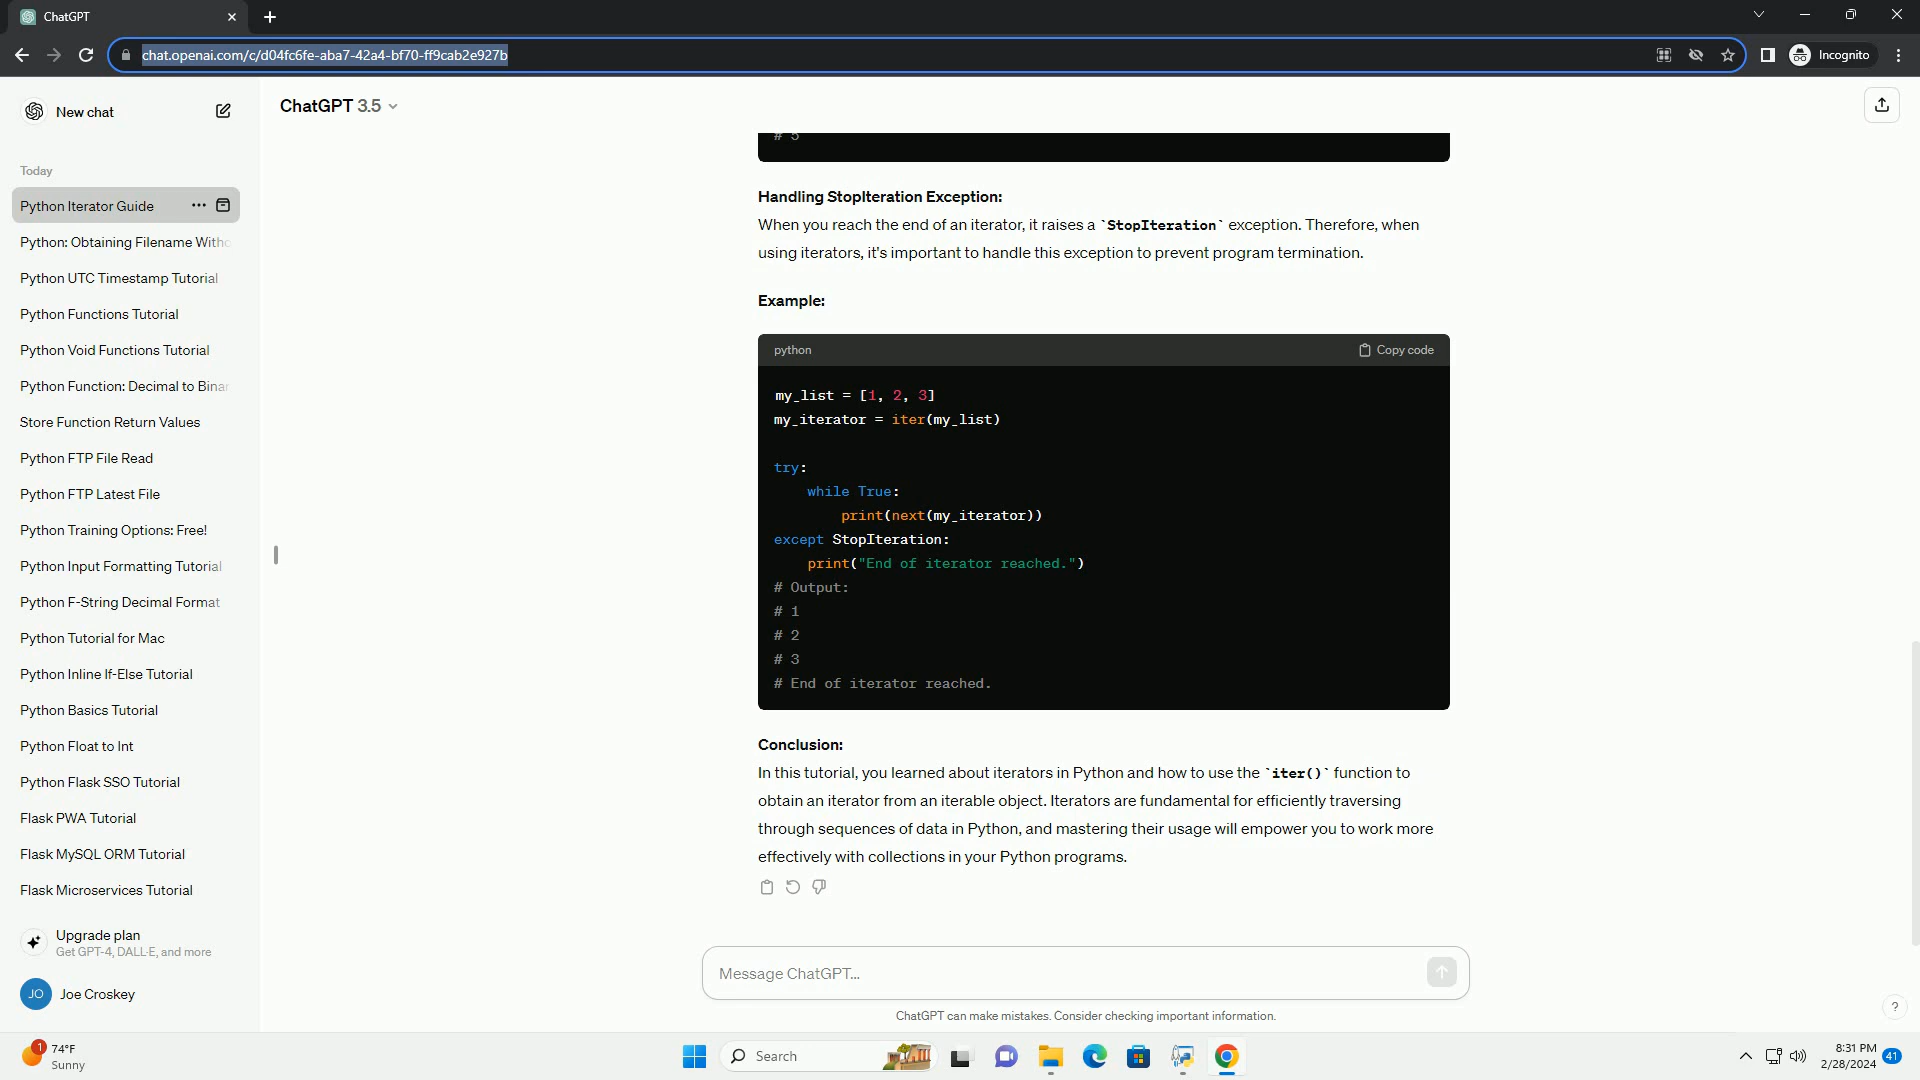 ChatGPT
chat.openai.com/c/d04fc6fe-aba7-42a4-bf70-ff9cab2e927b
Incognito
New chat
ChatGPT 3.5
Today
Python Iterator Guide
Python: Obtaining Filename Witho
Python UTC Timestamp Tutorial
Python Functions Tutorial
Python Void Functions Tutorial
Python Function: Decimal to Binar
Store Function Return Values
Python FTP File Read
Python FTP Latest File
Python Training Options: Free!
Python Input Formatting Tutorial
Python F-String Decimal Format
Python Tutorial for Mac
Python Inline If-Else Tutorial
Python Basics Tutorial
Python Float to Int
Python Flask SSO Tutorial
Flask PWA Tutorial
Flask MySQL ORM Tutorial
Flask Microservices Tutorial
Upgrade plan
Get GPT-4, DALL·E, and more
JO Joe Croskey
# 5
Handling StopIteration Exception:
When you reach the end of an iterator, it raises a `StopIteration` exception. Therefore, when
using iterators, it's important to handle this exception to prevent program termination.
Example:
python
Copy code
my_list = [1, 2, 3]
my_iterator = iter(my_list)
try:
    while True:
        print(next(my_iterator))
except StopIteration:
    print("End of iterator reached.")
# Output:
# 1
# 2
# 3
# End of iterator reached.
Conclusion:
In this tutorial, you learned about iterators in Python and how to use the `iter()` function to
obtain an iterator from an iterable object. Iterators are fundamental for efficiently traversing
through sequences of data in Python, and mastering their usage will empower you to work more
effectively with collections in your Python programs.
Message ChatGPT...
ChatGPT can make mistakes. Consider checking important information.
?
1
74°F
Sunny
Search
8:31 PM
2/28/2024
41